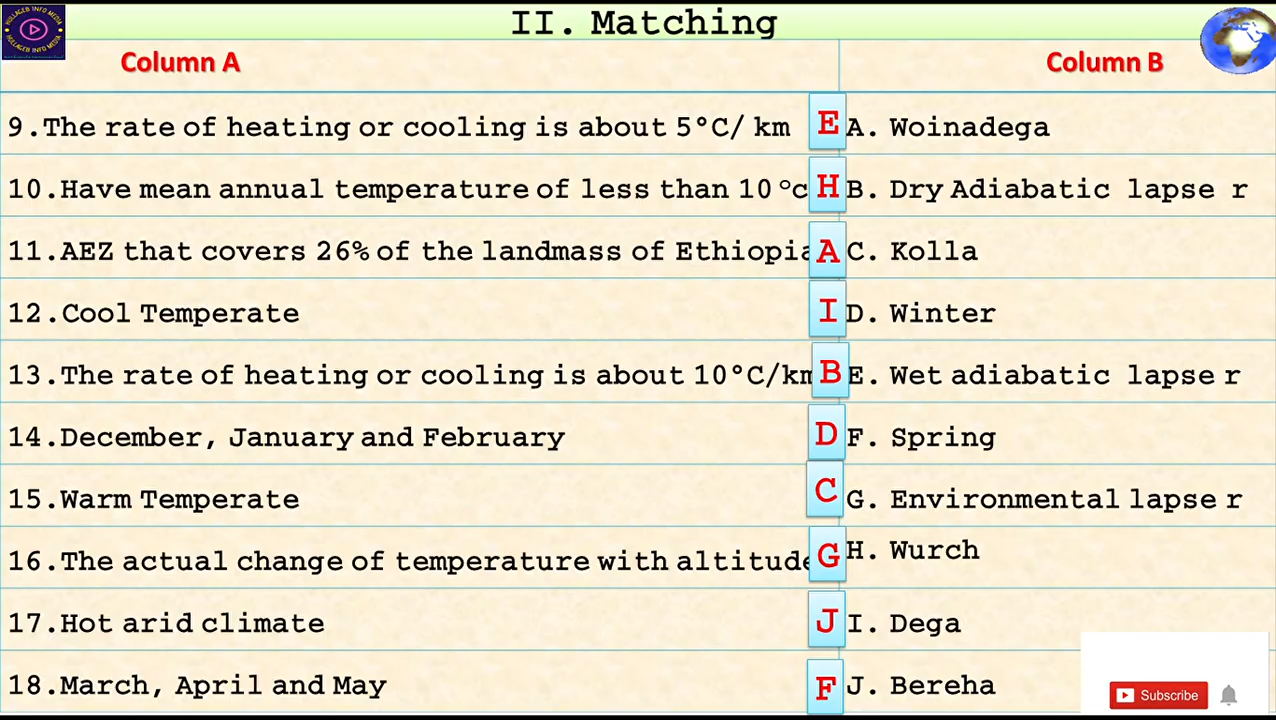 HULLAGEB INFO MEDIA
II. Matching
Column A
Column B
9.The rate of heating or cooling is about 5°C/ km E A. Woinadega
10.Have mean annual temperature of less than 10 °c H B. Dry Adiabatic lapse r
11.AEZ that covers 26% of the landmass of Ethiopia A C. Kolla
12.Cool Temperate I D. Winter
13.The rate of heating or cooling is about 10°C/km B E. Wet adiabatic lapse r
14.December, January and February D F. Spring
15.Warm Temperate C G. Environmental lapse r
16.The actual change of temperature with altitude G H. Wurch
17.Hot arid climate J I. Dega
18.March, April and May F J. Bereha
Subscribe